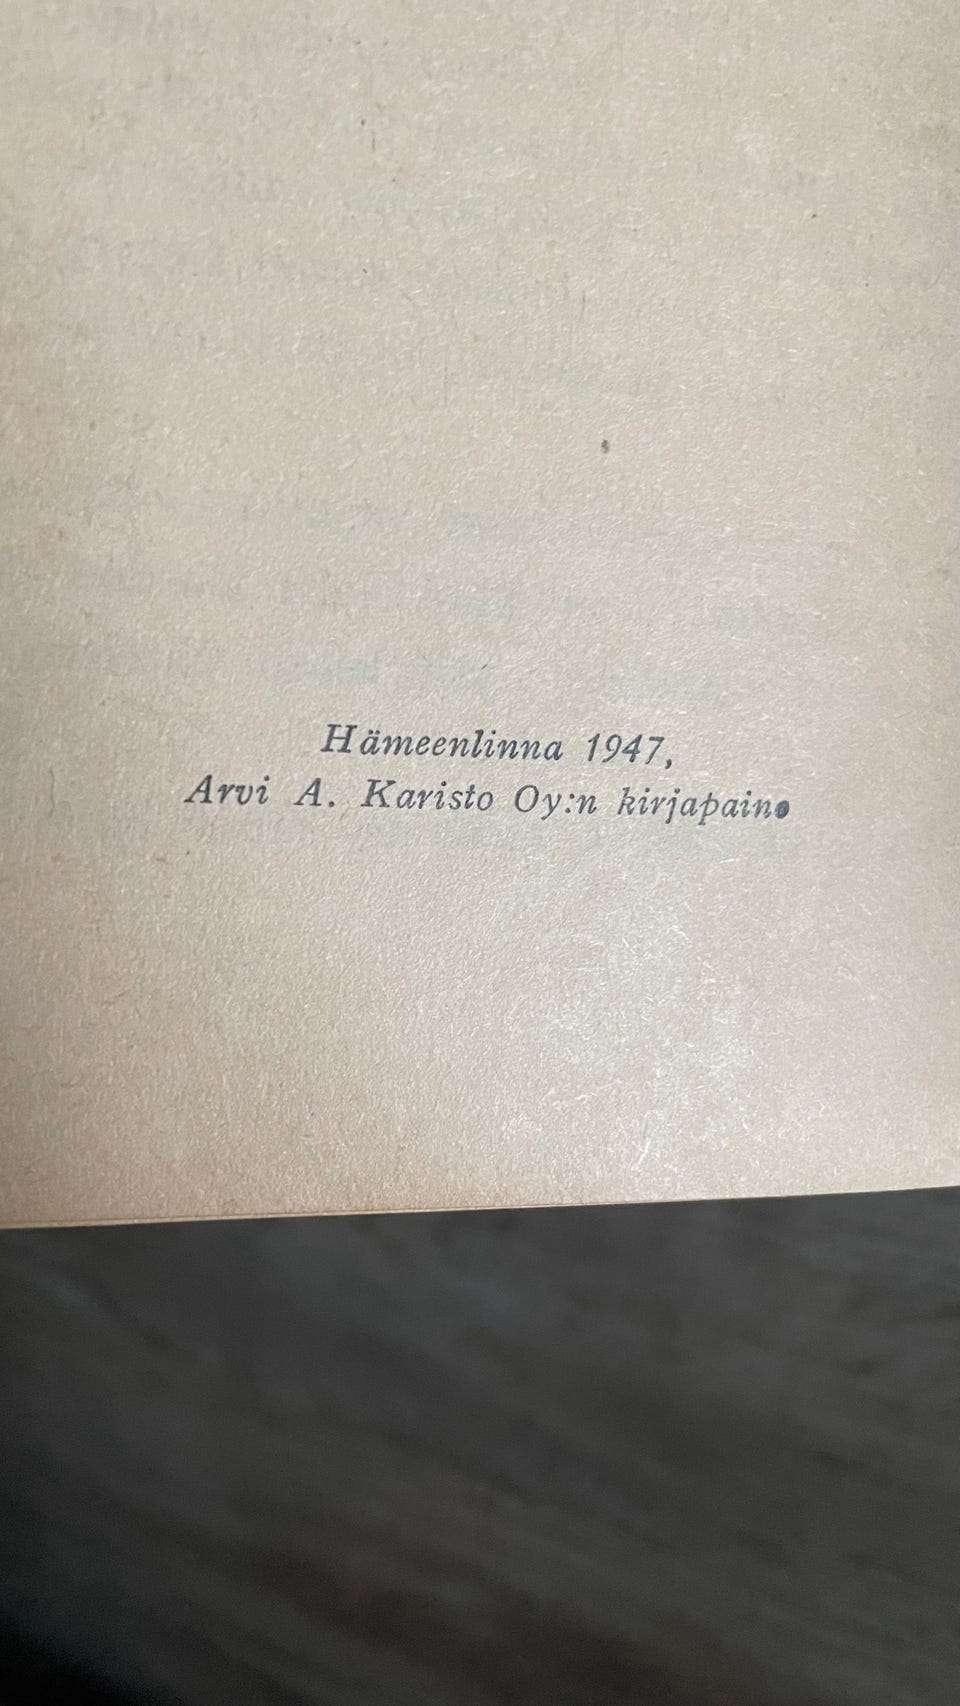 Hämeenlinna 1947,
Arvi A. Karisto Oy:n kirjapaino